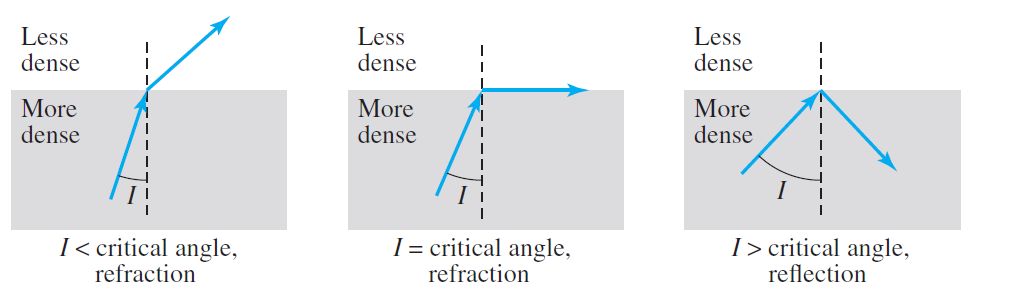 Less
dense
More
dense
I
I < critical angle,
refraction
Less
dense
More
dense
I
I = critical angle,
refraction
Less
dense
More
dense
I
I > critical angle,
reflection